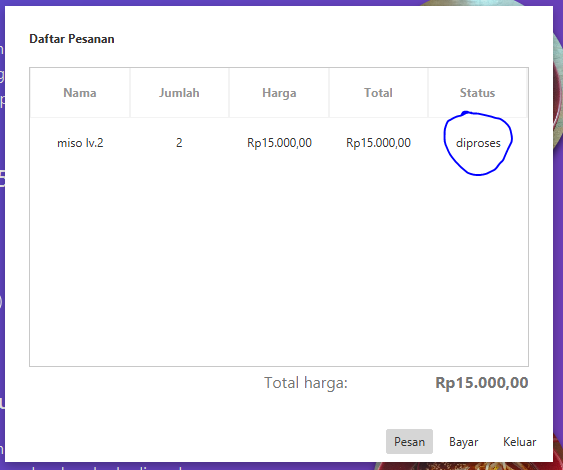 Daftar Pesanan
Nama Jumlah Harga Total Status
miso lv.2 2 Rp15.000,00 Rp15.000,00 diproses
Total harga: Rp15.000,00
Pesan Bayar Keluar